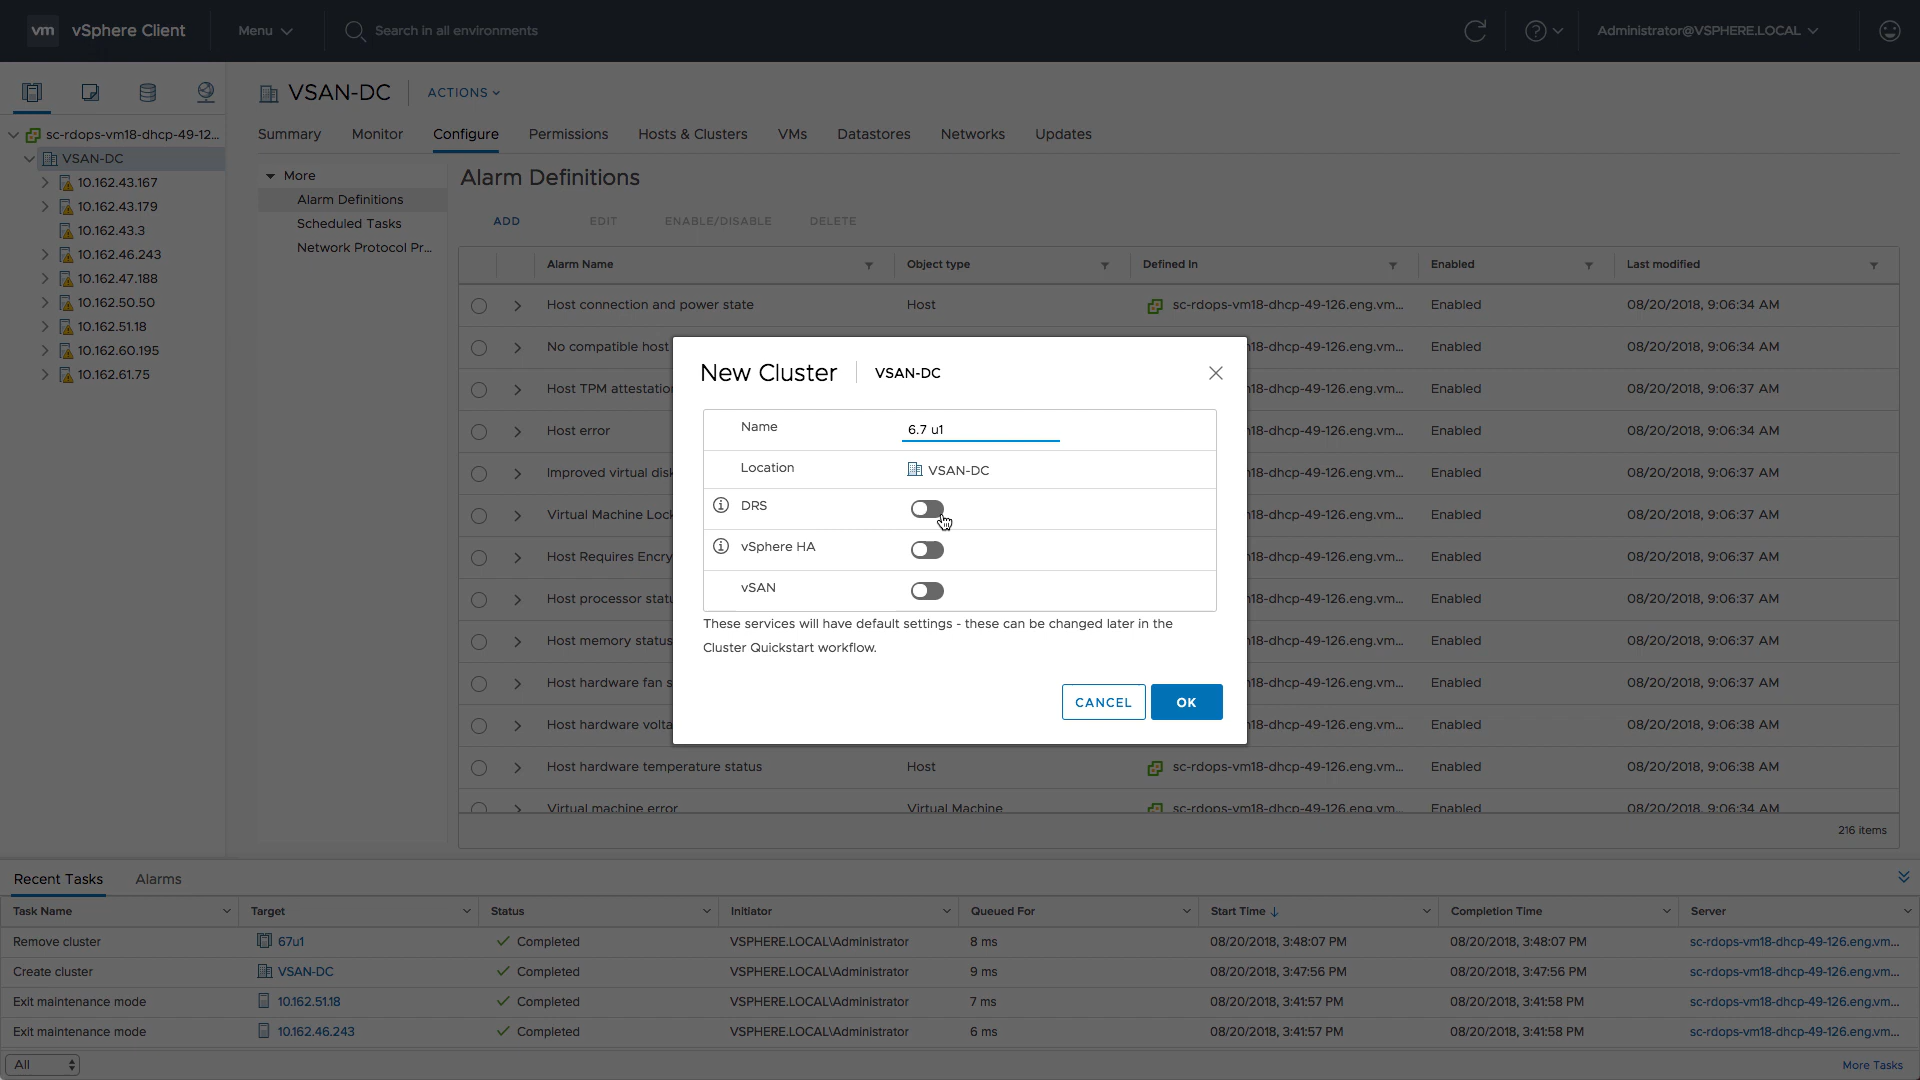 vm vSphere Client Menu Search in all environments Administrator@VSPHERE.LOCAL
VSAN-DC ACTIONS
sc-rdops-vm18-dhcp-49-12...
Summary Monitor Configure Permissions Hosts & Clusters VMs Datastores Networks Updates
VSAN-DC
10.162.43.167
10.162.43.179
10.162.43.3
10.162.46.243
10.162.47.188
10.162.50.50
10.162.51.18
10.162.60.195
10.162.61.75
More
Alarm Definitions
Scheduled Tasks
Network Protocol Pr...
Alarm Definitions
ADD EDIT ENABLE/DISABLE DELETE
Alarm Name Object type Defined In Enabled Last modified
Host connection and power state Host sc-rdops-vm18-dhcp-49-126.eng.vm... Enabled 08/20/2018, 9:06:34 AM
No compatible host 18-dhcp-49-126.eng.vm... Enabled 08/20/2018, 9:06:34 AM
Host TPM attestation 18-dhcp-49-126.eng.vm... Enabled 08/20/2018, 9:06:37 AM
Host error 18-dhcp-49-126.eng.vm... Enabled 08/20/2018, 9:06:37 AM
Improved virtual disk 18-dhcp-49-126.eng.vm... Enabled 08/20/2018, 9:06:37 AM
Virtual Machine Loc 18-dhcp-49-126.eng.vm... Enabled 08/20/2018, 9:06:37 AM
Host Requires Encry 18-dhcp-49-126.eng.vm... Enabled 08/20/2018, 9:06:37 AM
Host processor statu 18-dhcp-49-126.eng.vm... Enabled 08/20/2018, 9:06:37 AM
Host memory status 18-dhcp-49-126.eng.vm... Enabled 08/20/2018, 9:06:37 AM
Host hardware fan s 18-dhcp-49-126.eng.vm... Enabled 08/20/2018, 9:06:37 AM
Host hardware volta 18-dhcp-49-126.eng.vm... Enabled 08/20/2018, 9:06:38 AM
Host hardware temperature status Host sc-rdops-vm18-dhcp-49-126.eng.vm... Enabled 08/20/2018, 9:06:38 AM
Virtual machine error Virtual Machine sc-rdops-vm18-dhcp-49-126.eng.vm... Enabled 08/20/2018, 9:06:34 AM
216 items
New Cluster VSAN-DC
Name 6.7 u1
Location VSAN-DC
DRS
vSphere HA
vSAN
These services will have default settings - these can be changed later in the
Cluster Quickstart workflow.
CANCEL OK
Recent Tasks Alarms
Task Name Target Status Initiator Queued For Start Time Completion Time Server
Remove cluster 67u1 Completed VSPHERE.LOCAL\Administrator 8 ms 08/20/2018, 3:48:07 PM 08/20/2018, 3:48:07 PM sc-rdops-vm18-dhcp-49-126.eng.vm...
Create cluster VSAN-DC Completed VSPHERE.LOCAL\Administrator 9 ms 08/20/2018, 3:47:56 PM 08/20/2018, 3:47:56 PM sc-rdops-vm18-dhcp-49-126.eng.vm...
Exit maintenance mode 10.162.51.18 Completed VSPHERE.LOCAL\Administrator 7 ms 08/20/2018, 3:41:57 PM 08/20/2018, 3:41:58 PM sc-rdops-vm18-dhcp-49-126.eng.vm...
Exit maintenance mode 10.162.46.243 Completed VSPHERE.LOCAL\Administrator 6 ms 08/20/2018, 3:41:57 PM 08/20/2018, 3:41:58 PM sc-rdops-vm18-dhcp-49-126.eng.vm...
All More Tasks